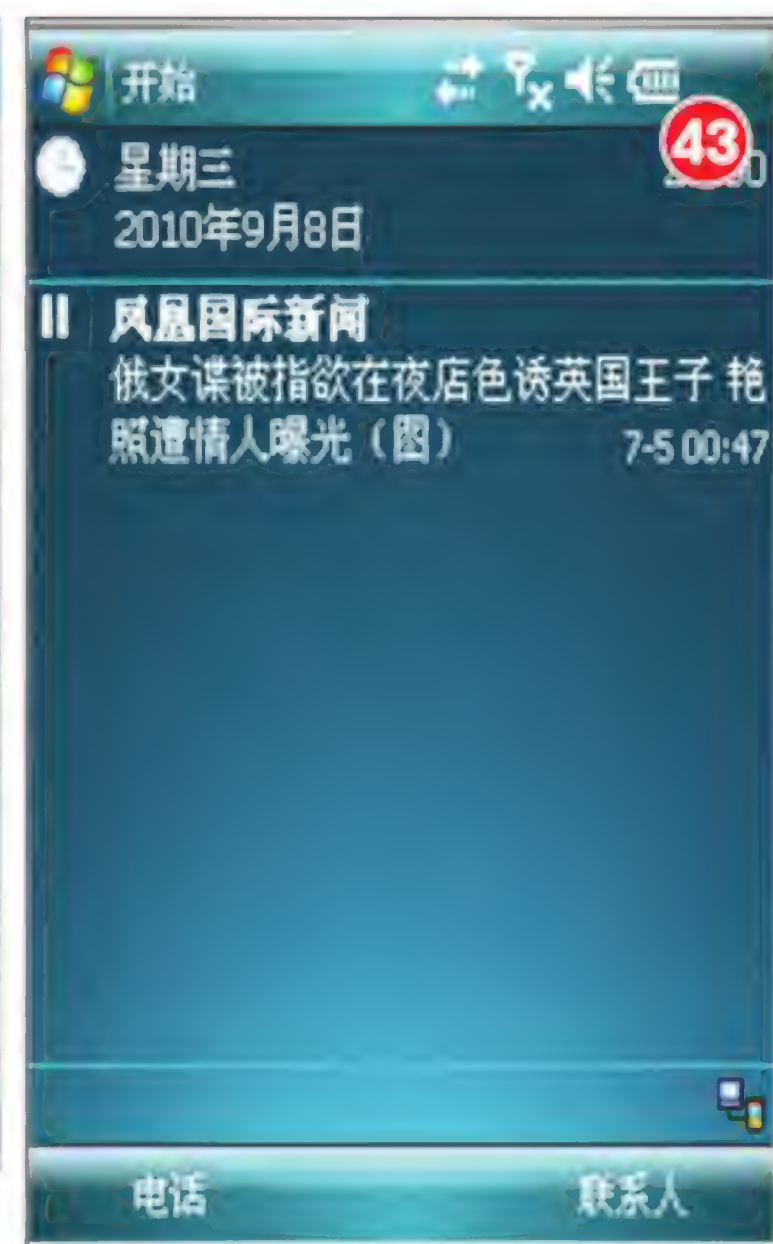 开始
43
星期三
2010年9月8日
凤凰国际新闻
俄女谍被指欲在夜店色诱英国王子 艳
照遭情人曝光（图） 7-5 00:47
电话 联系人